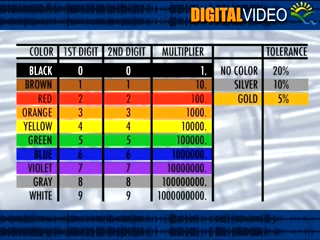 DIGITALVIDEO
COLOR 1ST DIGIT 2ND DIGIT MULTIPLIER TOLERANCE
BLACK 0 0 1. NO COLOR 20%
BROWN 1 1 10. SILVER 10%
RED 2 2 100. GOLD 5%
ORANGE 3 3 1000.
YELLOW 4 4 10000.
GREEN 5 5 100000.
BLUE 6 6 1000000.
VIOLET 7 7 10000000.
GRAY 8 8 100000000.
WHITE 9 9 1000000000.